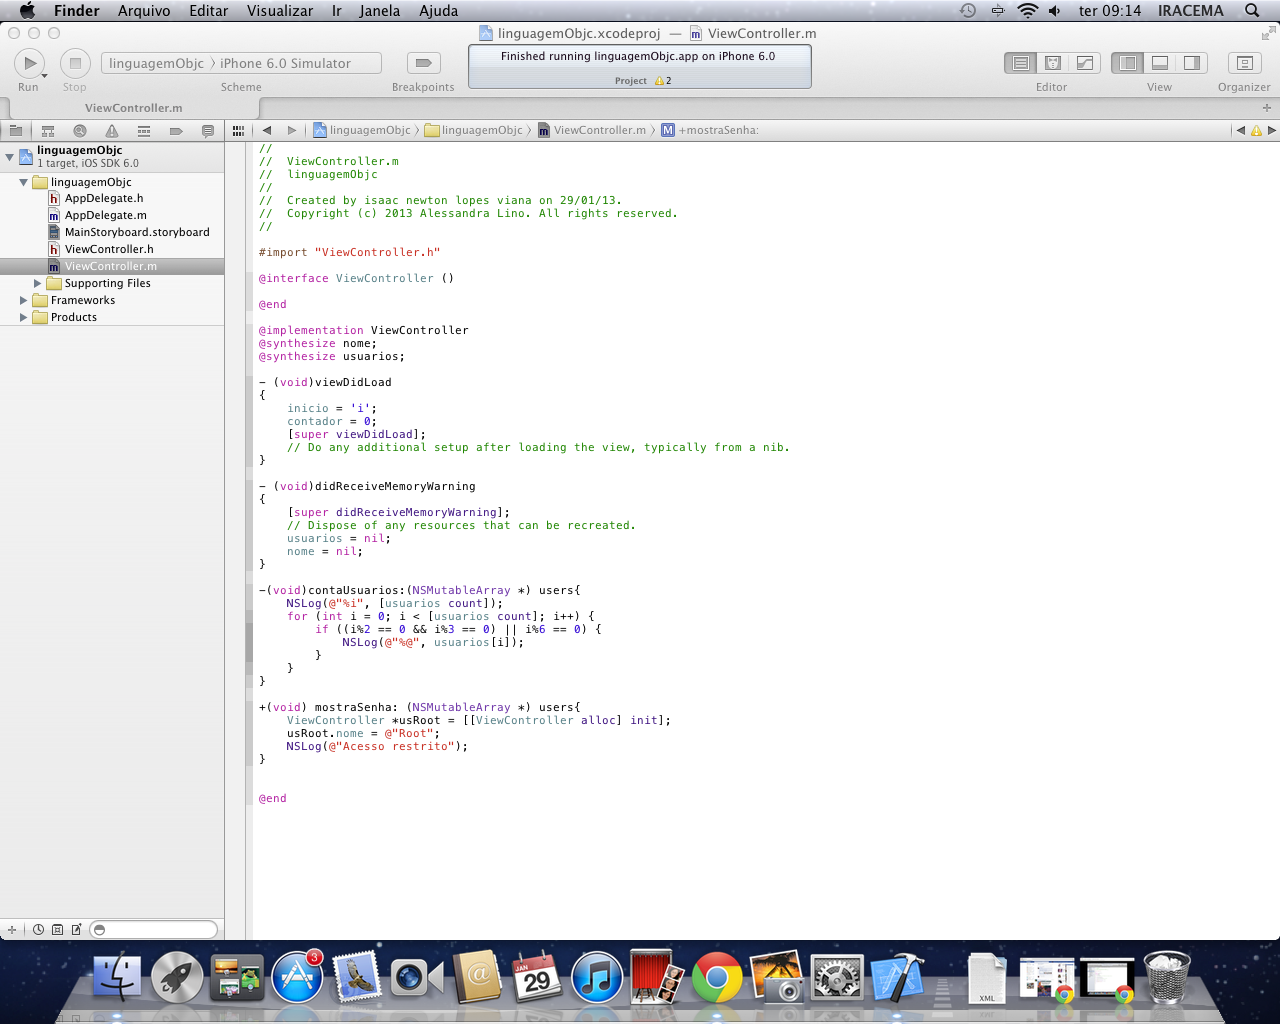 Finder Arquivo Editar Visualizar Ir Janela Ajuda ter 09:14 IRACEMA
linguagemObjc.xcodeproj — ViewController.m
linguagemObjc 〉 iPhone 6.0 Simulator
Finished running linguagemObjc.app on iPhone 6.0
Project 2
Run Stop Scheme Breakpoints Editor View Organizer
ViewController.m
linguagemObjc 〉 linguagemObjc 〉 ViewController.m 〉 M +mostraSenha:
linguagemObjc
1 target, iOS SDK 6.0
linguagemObjc
h AppDelegate.h
m AppDelegate.m
MainStoryboard.storyboard
h ViewController.h
m ViewController.m
Supporting Files
Frameworks
Products
//
//  ViewController.m
//  linguagemObjc
//
//  Created by isaac newton lopes viana on 29/01/13.
//  Copyright (c) 2013 Alessandra Lino. All rights reserved.
//
#import "ViewController.h"
@interface ViewController ()
@end
@implementation ViewController
@synthesize nome;
@synthesize usuarios;
- (void)viewDidLoad
{
    inicio = 'i';
    contador = 0;
    [super viewDidLoad];
    // Do any additional setup after loading the view, typically from a nib.
}
- (void)didReceiveMemoryWarning
{
    [super didReceiveMemoryWarning];
    // Dispose of any resources that can be recreated.
    usuarios = nil;
    nome = nil;
}
-(void)contaUsuarios:(NSMutableArray *) users{
    NSLog(@"%i", [usuarios count]);
    for (int i = 0; i < [usuarios count]; i++) {
        if ((i%2 == 0 && i%3 == 0) || i%6 == 0) {
            NSLog(@"%@", usuarios[i]);
        }
    }
}
+(void) mostraSenha: (NSMutableArray *) users{
    ViewController *usRoot = [[ViewController alloc] init];
    usRoot.nome = @"Root";
    NSLog(@"Acesso restrito");
}
@end
3
JAN
29
XML